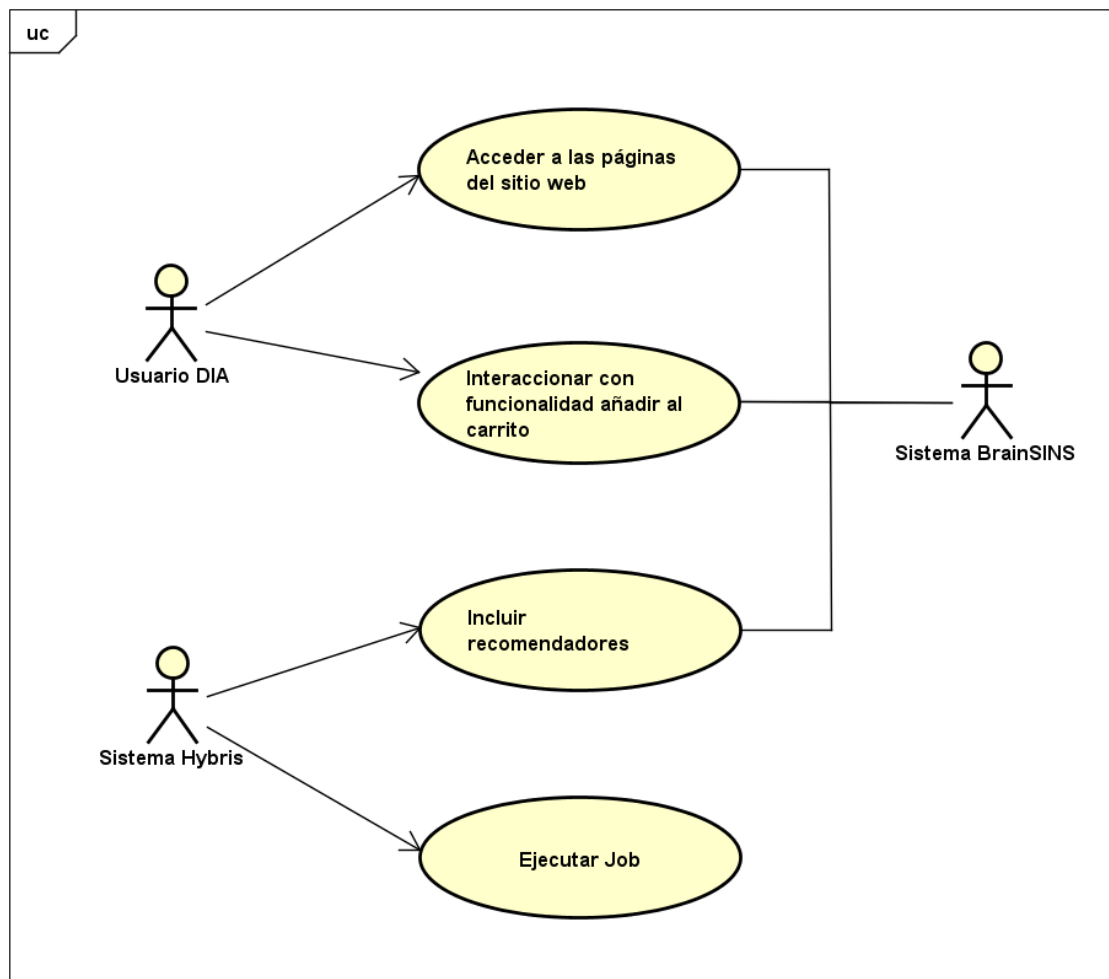 uc
Acceder a las páginas
del sitio web
Usuario DIA
Interaccionar con
funcionalidad añadir al
carrito
Sistema BrainSINS
Incluir
recomendadores
Sistema Hybris
Ejecutar Job